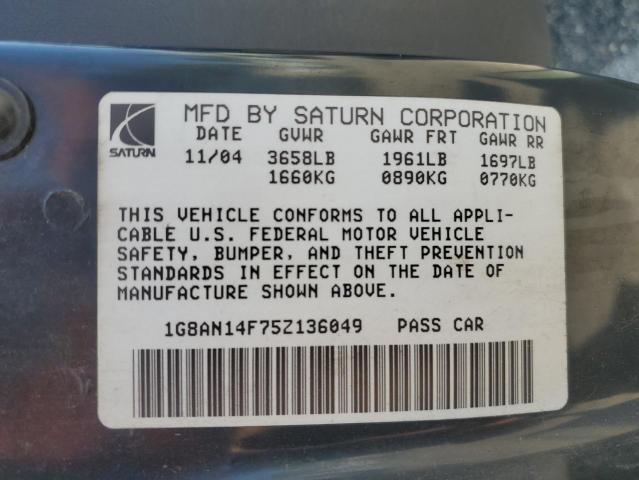 MFD BY SATURN CORPORATION
DATE GVWR GAWR FRT GAWR RR
SATURN 11/04 3658LB 1961LB 1697LB
1660KG 0890KG 0770KG
THIS VEHICLE CONFORMS TO ALL APPLI-
CABLE U.S. FEDERAL MOTOR VEHICLE
SAFETY, BUMPER, AND THEFT PREVENTION
STANDARDS IN EFFECT ON THE DATE OF
MANUFACTURE SHOWN ABOVE.
1G8AN14F75Z136049 PASS CAR